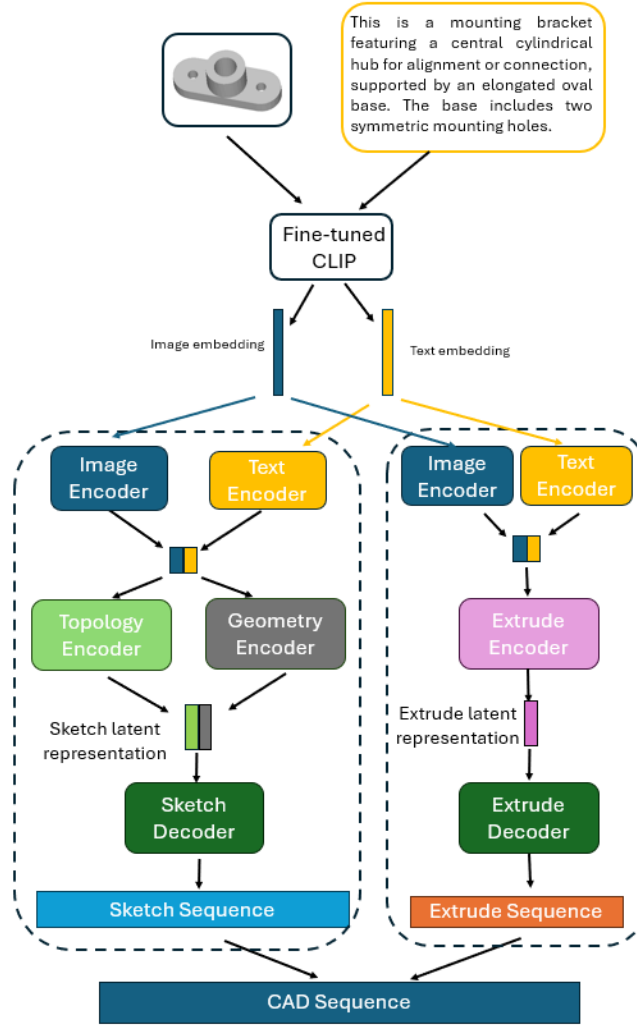 This is a mounting bracket
featuring a central cylindrical
hub for alignment or connection,
supported by an elongated oval
base. The base includes two
symmetric mounting holes.
Fine-tuned
CLIP
Image embedding
Text embedding
Image
Encoder
Text
Encoder
Image
Encoder
Text
Encoder
Topology
Encoder
Geometry
Encoder
Extrude
Encoder
Sketch latent
representation
Extrude latent
representation
Sketch
Decoder
Extrude
Decoder
Sketch Sequence
Extrude Sequence
CAD Sequence